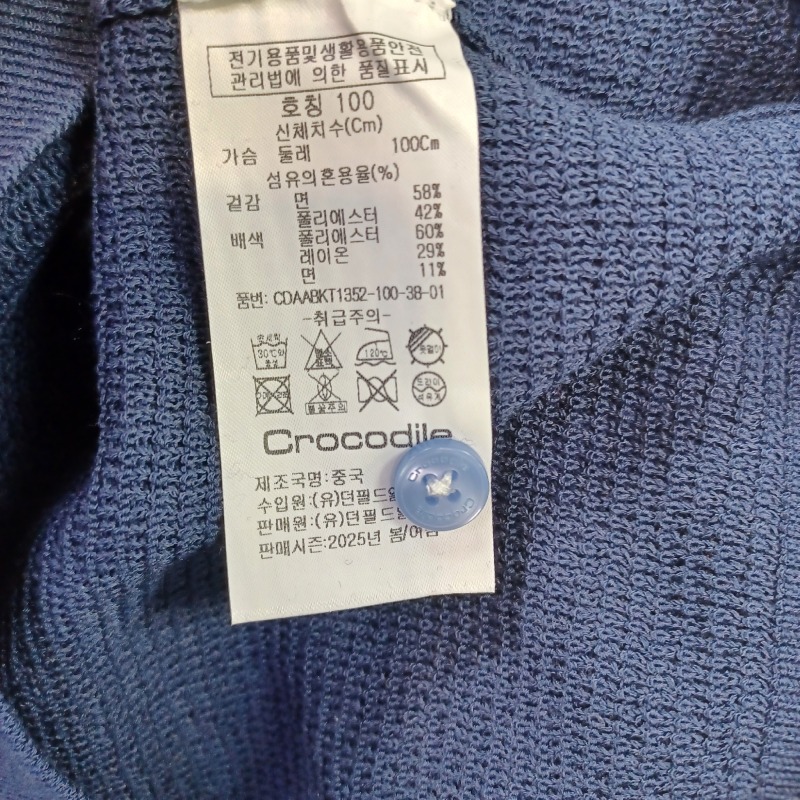 전기용품및생활용품안전
관리법에 의한 품질표시
호칭 100
신체치수(Cm)
가슴 둘레 100Cm
섬유의혼용율(%)
겉감 면 58%
폴리에스터 42%
배색 폴리에스터 60%
레이온 29%
면 11%
품번: CDAABKT1352-100-38-01
-취급주의-
30℃와
120℃
Crocodile
제조국명:중국
수입원:(유)던필드
판매원:(유)던필드
판매시즌:2025년 봄/여름